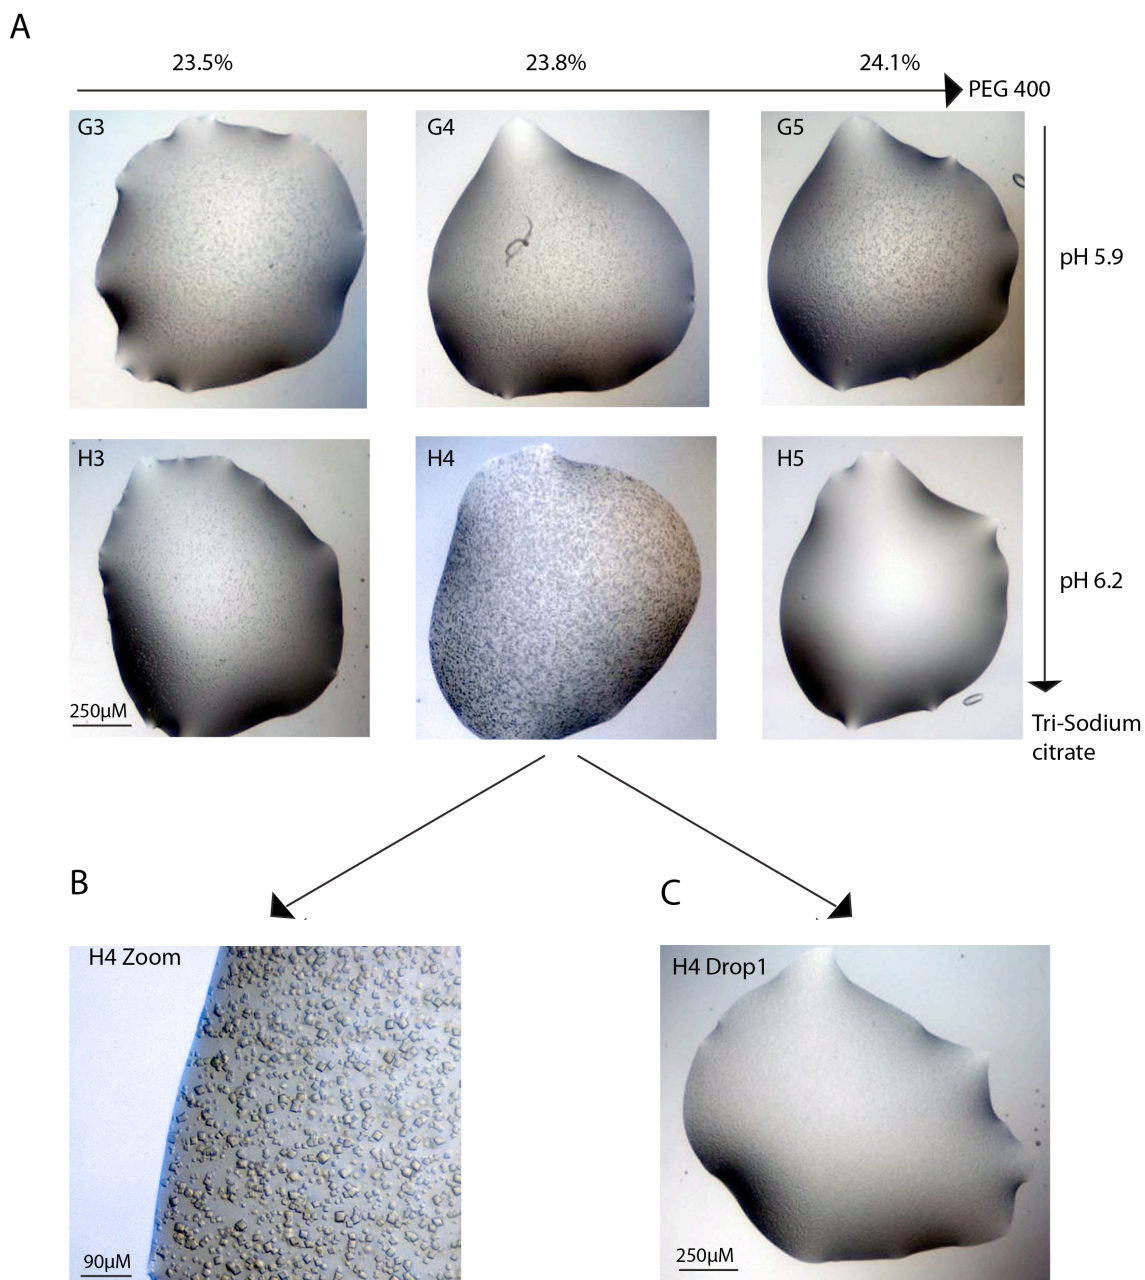 A
23.5%
23.8%
24.1%
PEG 400
G3
G4
G5
pH 5.9
H3
H4
H5
pH 6.2
250μM
Tri-Sodium
citrate
B
C
H4 Zoom
H4 Drop1
90μM
250μM